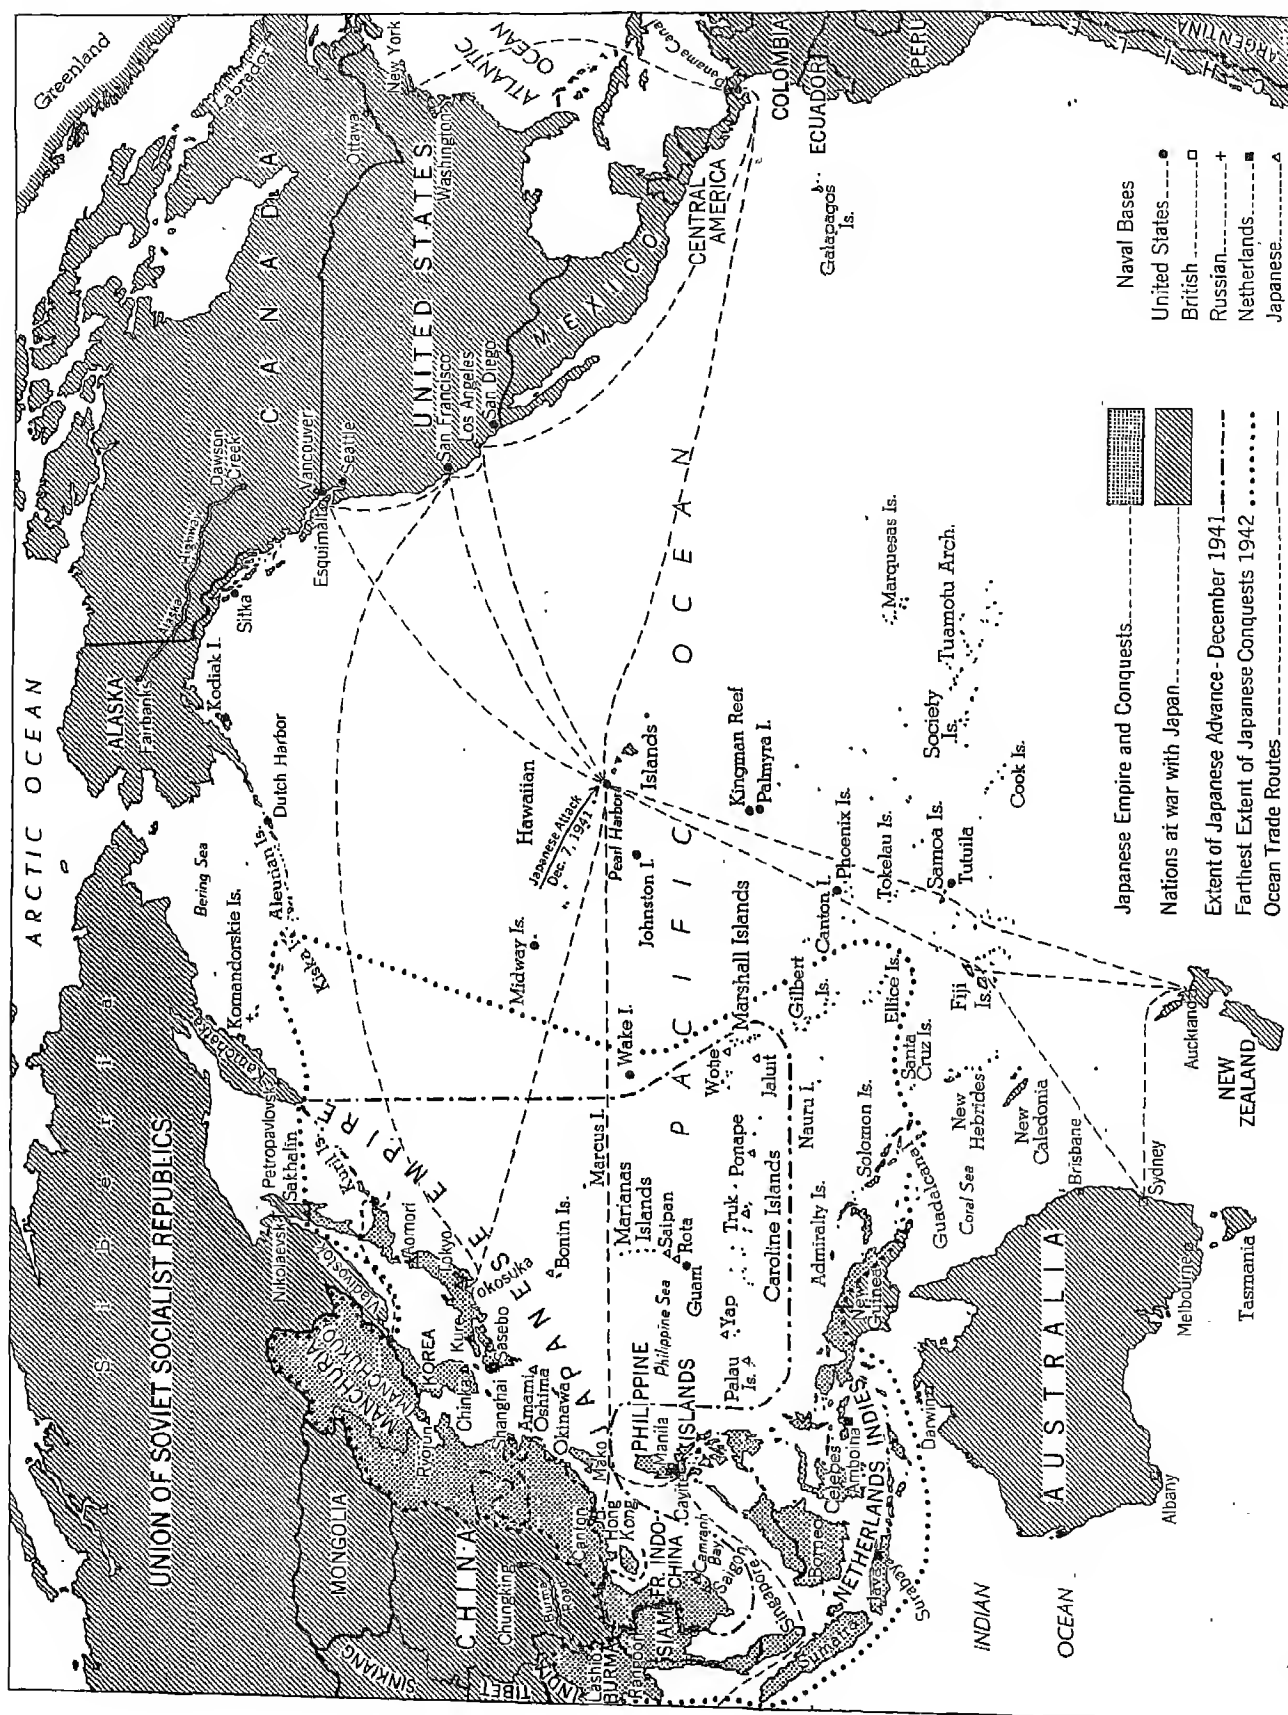 ARCTIC OCEAN
Greenland
Labrador
CANADA
Ottawa
New York
ATLANTIC
OCEAN
UNITED STATES
Washington
Panama Canal
COLOMBIA
ECUADOR
PERU
CHILE
ARGENTINA
CENTRAL
AMERICA
MEXICO
Galapagos
Is.
San Francisco
Los Angeles
San Diego
Vancouver
Seattle
Esquimalt
Dawson
Creek
Alaska
Highway
Sitka
ALASKA
Fairbanks
Kodiak I.
Dutch Harbor
Aleutian Is.
Bering Sea
Kiska I.
Komandorskie Is.
Kamchatka
Petropavlovsk
Sakhalin
Kuril Is.
Nikolaevsk
Vladivostok
UNION OF SOVIET SOCIALIST REPUBLICS
Siberia
MONGOLIA
SINKIANG
TIBET
INDIA
CHINA
Chungking
Burma
Road
Lashio
BURMA
Rangoon
SIAM
FR. INDO-
CHINA
Camranh
Bay
Saigon
Singapore
MANCHURIA
(MANCHUKUO)
KOREA
Ryojun
Chinkai
Shanghai
Canton
Hong
Kong
Mako
JAPANESE EMPIRE
Aomori
Tokyo
Yokosuka
Kure
Sasebo
Amami
Oshima
Okinawa
Bonin Is.
Marcus I.
Marianas
Islands
Saipan
Rota
Guam
PHILIPPINE
ISLANDS
Manila
Cavite
Philippine Sea
Yap
Palau
Is.
Truk
Ponape
Caroline Islands
Wake I.
Midway Is.
Hawaiian
Islands
Japanese Attack
Dec. 7, 1941
Pearl Harbor
Johnston I.
PACIFIC OCEAN
Kingman Reef
Palmyra I.
Marshall Islands
Wotje
Jaluit
Gilbert
Is.
Nauru I.
Canton I.
Phoenix Is.
Tokelau Is.
Ellice Is.
Samoa Is.
Tutuila
Society
Is.
Marquesas Is.
Tuamotu Arch.
Cook Is.
Fiji
Is.
Santa
Cruz Is.
Solomon Is.
Guadalcanal
Coral Sea
New
Hebrides
New
Caledonia
Admiralty Is.
New
Guinea
Borneo
Celebes
Amboina
NETHERLANDS INDIES
Sumatra
Java
Surabaya
Darwin
AUSTRALIA
Brisbane
Sydney
Melbourne
Albany
Tasmania
Auckland
NEW
ZEALAND
INDIAN
OCEAN
Japanese Empire and Conquests
Nations at war with Japan
Extent of Japanese Advance-December 1941
Farthest Extent of Japanese Conquests 1942
Ocean Trade Routes
Naval Bases
United States
British
Russian
Netherlands
Japanese